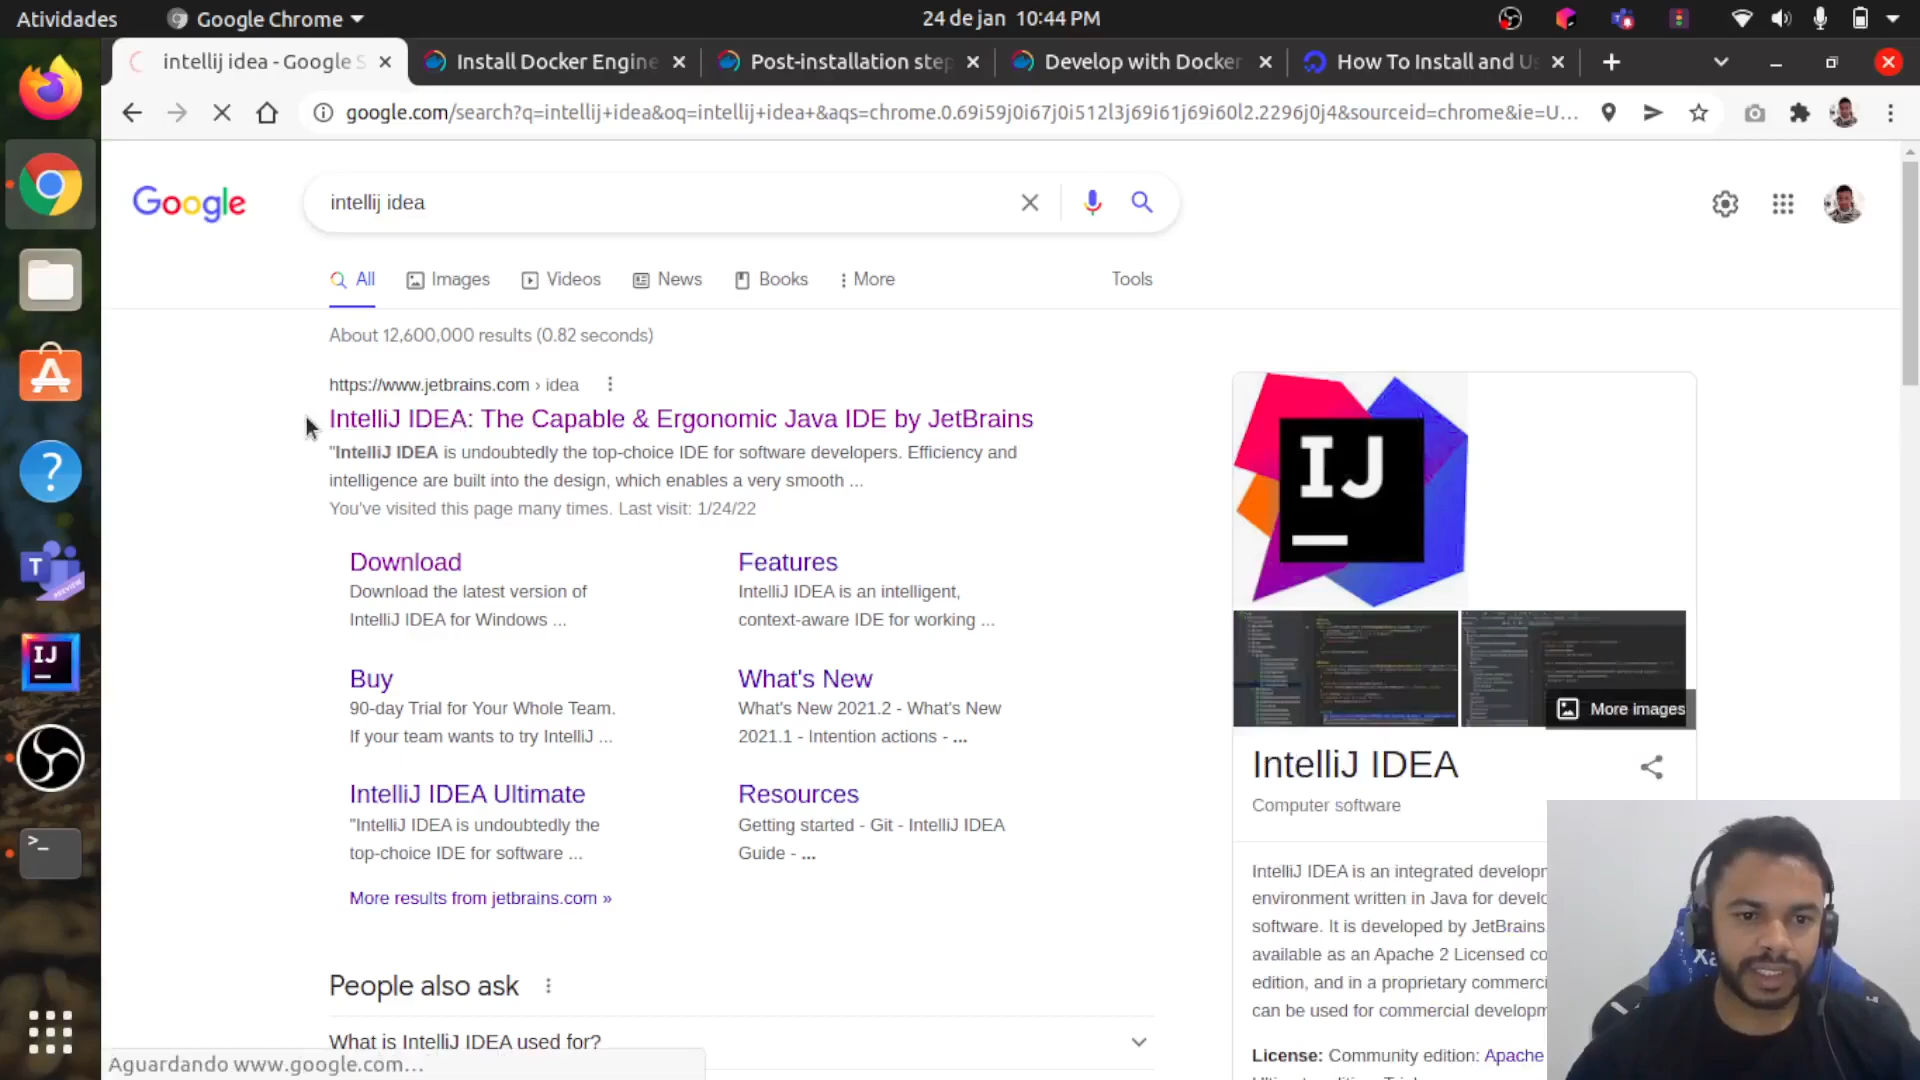 Atividades
Google Chrome
24 de jan 10:44 PM
intellij idea - Google S
Install Docker Engine
Post-installation step
Develop with Docker
How To Install and Us
google.com/search?q=intellij+idea&oq=intellij+idea+&aqs=chrome.0.69i59j0i67j0i512l3j69i61j69i60l2.2296j0j4&sourceid=chrome&ie=U...
Google
intellij idea
All
Images
Videos
News
Books
More
Tools
About 12,600,000 results (0.82 seconds)
https://www.jetbrains.com › idea
IntelliJ IDEA: The Capable & Ergonomic Java IDE by JetBrains
"IntelliJ IDEA is undoubtedly the top-choice IDE for software developers. Efficiency and
intelligence are built into the design, which enables a very smooth ...
You've visited this page many times. Last visit: 1/24/22
Download
Download the latest version of
IntelliJ IDEA for Windows ...
Features
IntelliJ IDEA is an intelligent,
context-aware IDE for working ...
Buy
90-day Trial for Your Whole Team.
If your team wants to try IntelliJ ...
What's New
What's New 2021.2 - What's New
2021.1 - Intention actions - ...
IntelliJ IDEA Ultimate
"IntelliJ IDEA is undoubtedly the
top-choice IDE for software ...
Resources
Getting started - Git - IntelliJ IDEA
Guide - ...
More results from jetbrains.com »
People also ask
What is IntelliJ IDEA used for?
Aguardando www.google.com...
IJ
More images
IntelliJ IDEA
Computer software
IntelliJ IDEA is an integrated developm
environment written in Java for develo
software. It is developed by JetBrains
available as an Apache 2 Licensed co
edition, and in a proprietary commerci
can be used for commercial developm
License: Community edition: Apache
T
PREVIEW
IJ